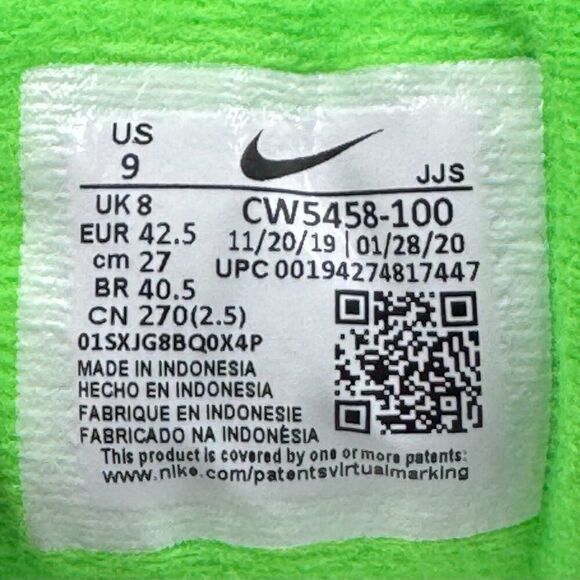 US
9
JJS
UK 8
CW5458-100
EUR 42.5
11/20/19 | 01/28/20
cm 27
UPC 00194274817447
BR 40.5
CN 270(2.5)
01SXJG8BQ0X4P
MADE IN INDONESIA
HECHO EN INDONESIA
FABRIQUE EN INDONESIE
FABRICADO NA INDONÉSIA
This product is covered by one or more patents:
www.nike.com/patentsvirtualmarking